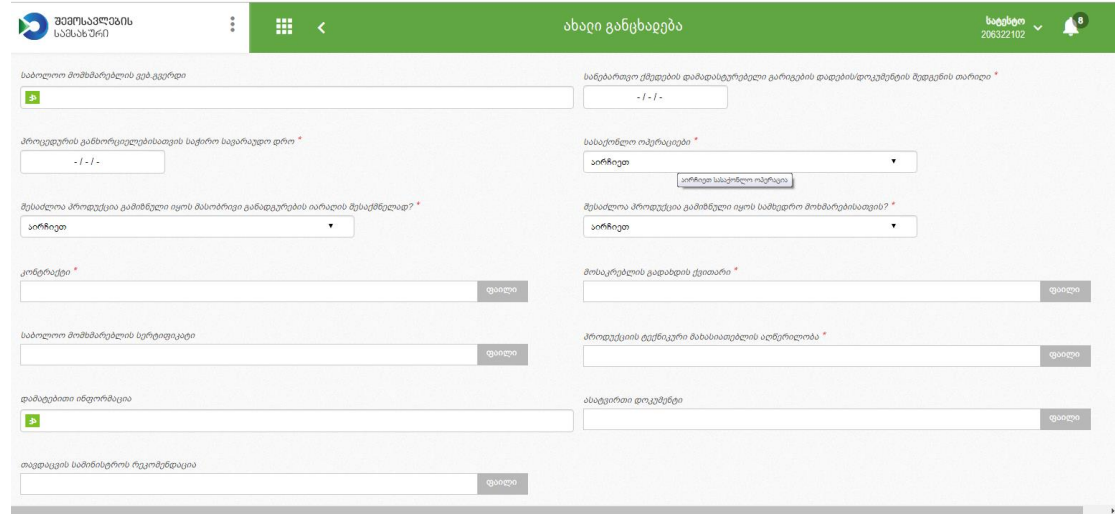 შემოსავლების
სამსახური
ახალი განცხადება
სატესტო
206322102
8
საბოლოო მომხმარებლის ვებ.გვერდი
სანებართვო ქმედების დამადასტურებელი გარიგების დადების/დოკუმენტის შედგენის თარიღი *
ქ
- / - / -
პროცედურის განხორციელებისათვის საჭირო სავარაუდო დრო *
სასაქონლო ოპერაციები *
- / - / -
აირჩიეთ
აირჩიეთ სასაქონლო ოპერაცია
შესაძლოა პროდუქცია გამიზნული იყოს მასობრივი განადგურების იარაღის შესაქმნელად? *
შესაძლოა პროდუქცია გამიზნული იყოს სამხედრო მოხმარებისათვის? *
აირჩიეთ
აირჩიეთ
კონტრაქტი *
მოსაკრებლის გადახდის ქვითარი *
ფაილი
ფაილი
საბოლოო მომხმარებლის სერტიფიკატი
პროდუქციის ტექნიკური მახასიათებლის აღწერილობა *
ფაილი
ფაილი
დამატებითი ინფორმაცია
ასატვირთი დოკუმენტი
ქ
ფაილი
თავდაცვის სამინისტროს რეკომენდაცია
ფაილი